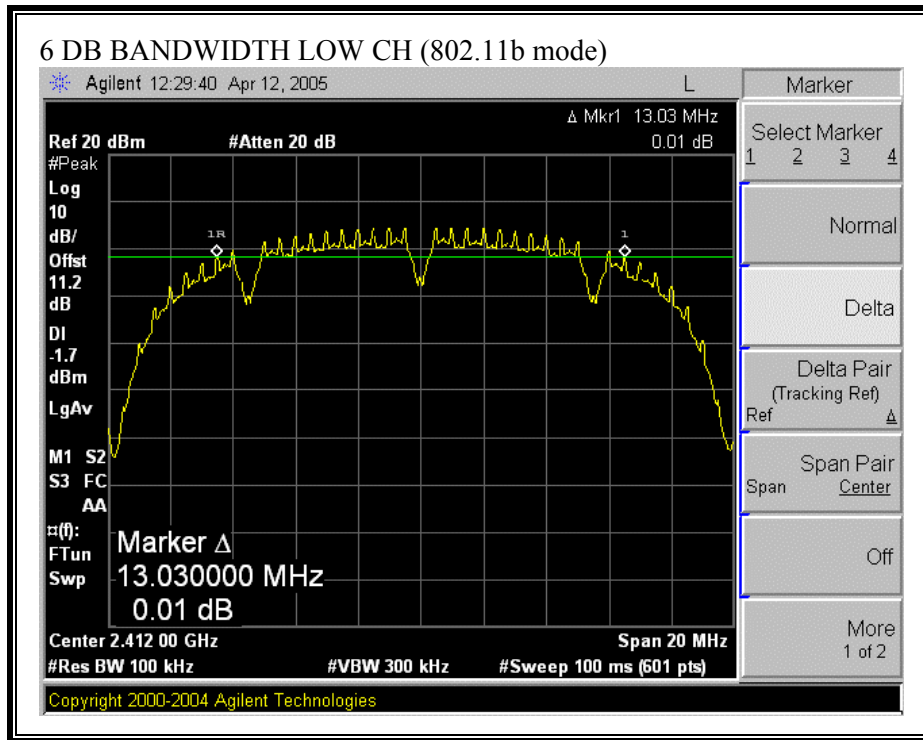 6 DB BANDWIDTH LOW CH (802.11b mode)
Agilent 12:29:40 Apr 12, 2005 L
Δ Mkr1 13.03 MHz
Ref 20 dBm #Atten 20 dB 0.01 dB
#Peak
Log
10
dB/
Offst
11.2
dB
DI
-1.7
dBm
LgAv
M1 S2
S3 FC
AA
¤(f):
FTun
Swp
1R
1
Marker Δ
13.030000 MHz
0.01 dB
Center 2.412 00 GHz Span 20 MHz
#Res BW 100 kHz #VBW 300 kHz #Sweep 100 ms (601 pts)
Copyright 2000-2004 Agilent Technologies
Marker
Select Marker
1 2 3 4
Normal
Delta
Delta Pair
(Tracking Ref)
Ref Δ
Span Pair
Span Center
Off
More
1 of 2